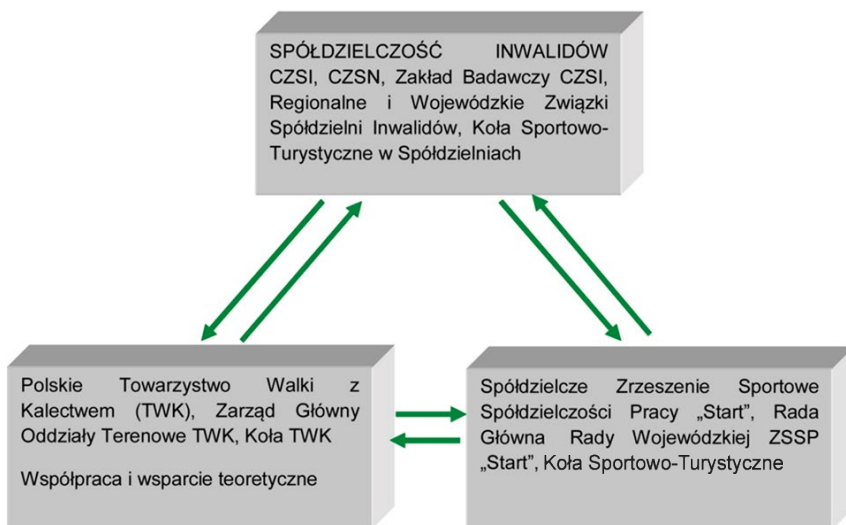 SPÓŁDZIELCZOŚĆ INWALIDÓW
CZSI, CZSN, Zakład Badawczy CZSI,
Regionalne i Wojewódzkie Związki
Spółdzielni Inwalidów, Koła Sportowo-
Turystyczne w Spółdzielniach
Polskie Towarzystwo Walki z
Kalectwem (TWK), Zarząd Główny
Oddziały Terenowe TWK, Koła TWK
Współpraca i wsparcie teoretyczne
Spółdzielcze Zrzeszenie Sportowe
Spółdzielczości Pracy „Start”, Rada
Główna Rady Wojewódzkiej ZSSP
„Start”, Koła Sportowo-Turystyczne